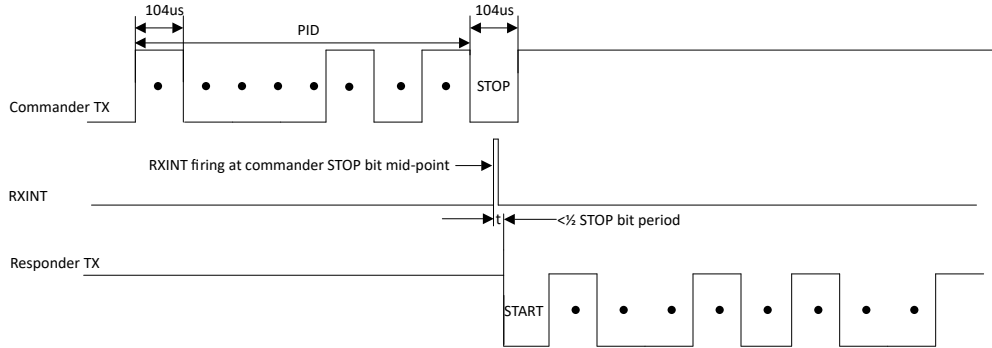 104us 104us
PID
STOP
Commander TX
RXINT firing at commander STOP bit mid-point
RXINT
t <½ STOP bit period
Responder TX
START